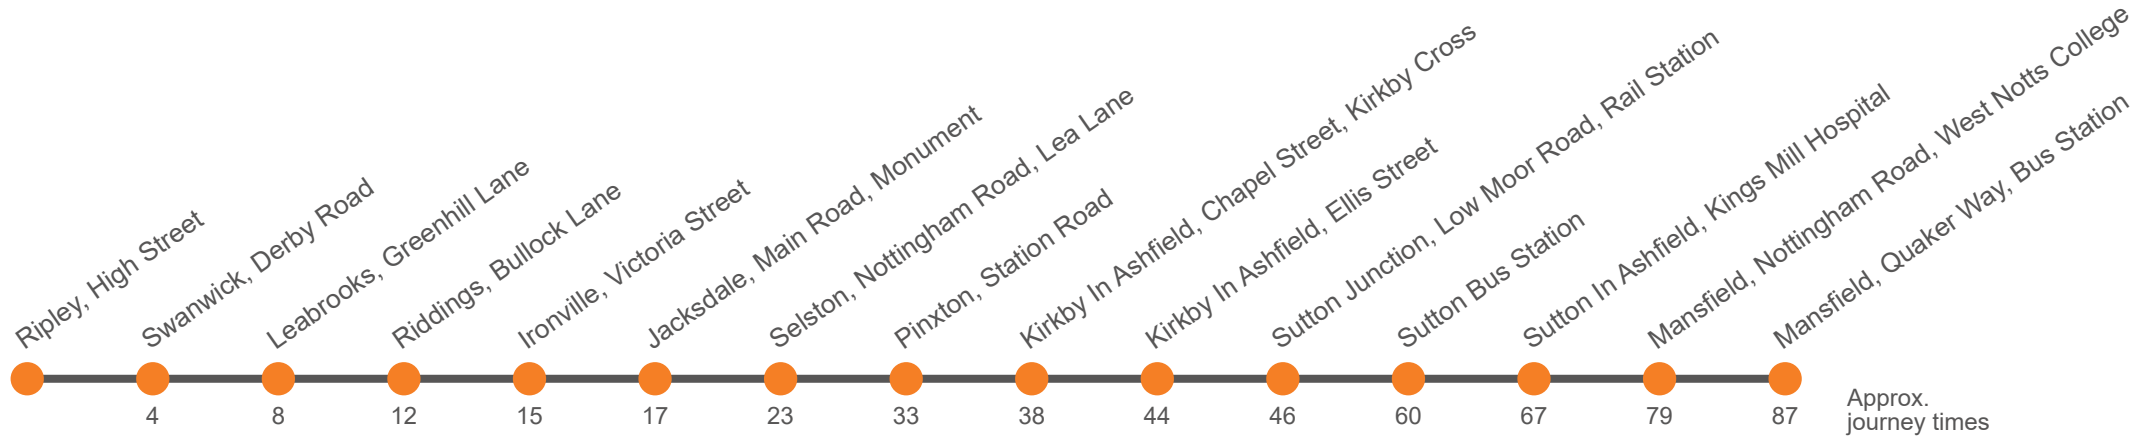 Ripley, High Street
Swanwick, Derby Road
Leabrooks, Greenhill Lane
Riddings, Bullock Lane
Ironville, Victoria Street
Jacksdale, Main Road, Monument
Selston, Nottingham Road, Lea Lane
Pinxton, Station Road
Kirkby In Ashfield, Chapel Street, Kirkby Cross
Kirkby In Ashfield, Ellis Street
Sutton Junction, Low Moor Road, Rail Station
Sutton Bus Station
Sutton In Ashfield, Kings Mill Hospital
Mansfield, Nottingham Road, West Notts College
Mansfield, Quaker Way, Bus Station
4 8 12 15 17 23 33 38 44 46 60 67 79 87
Approx.
journey times